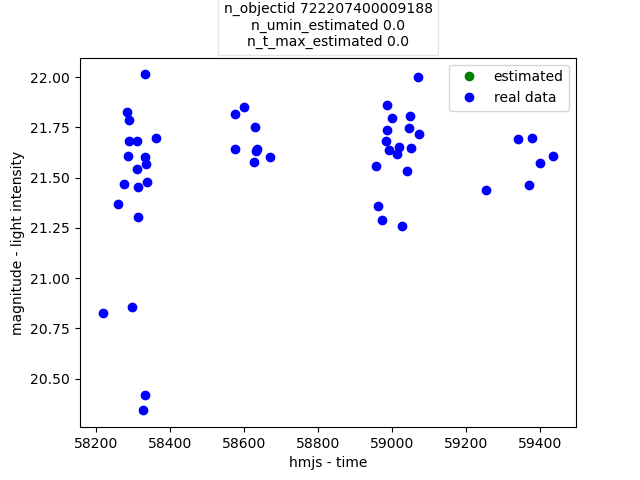 n_objectid 722207400009188
n_umin_estimated 0.0
n_t_max_estimated 0.0
estimated
real data
22.00
21.75
21.50
21.25
21.00
20.75
20.50
magnitude - light intensity
58200 58400 58600 58800 59000 59200 59400
hmjs - time